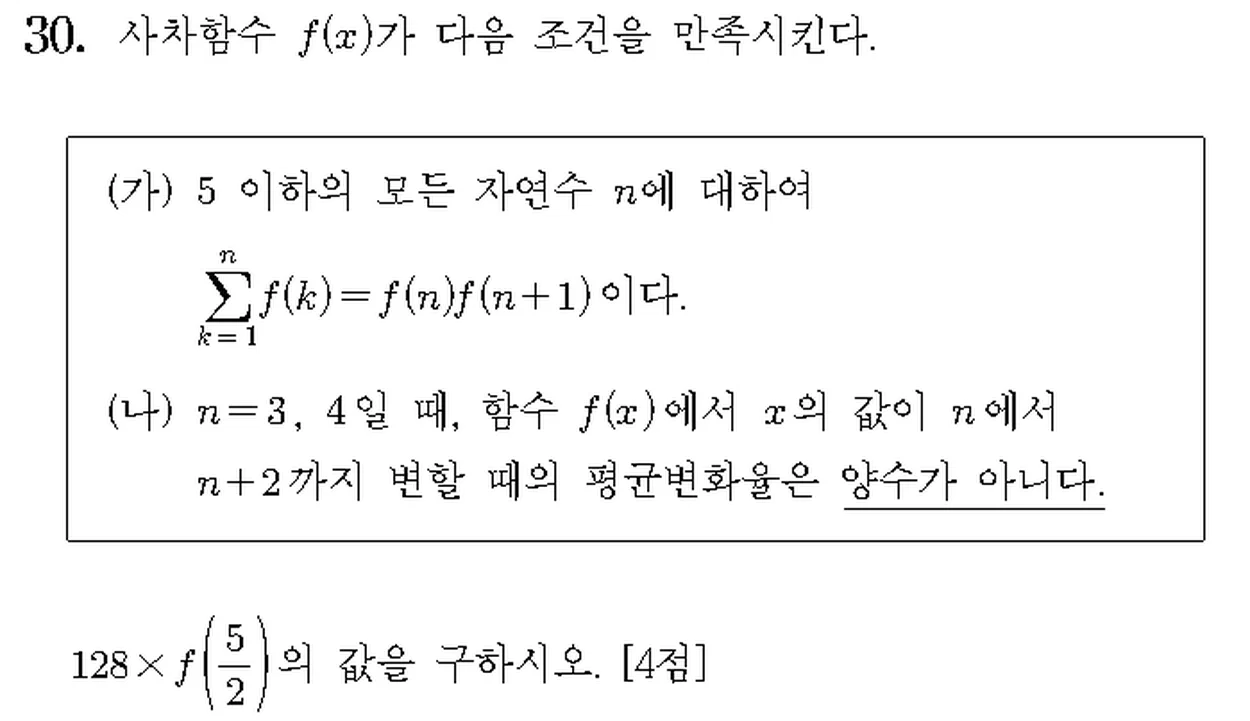 30. 사차함수 f(x)가 다음 조건을 만족시킨다.
(가) 5 이하의 모든 자연수 n에 대하여
\sum_{k=1}^{n} f(k) = f(n)f(n+1)이다.
(나) n=3, 4일 때, 함수 f(x)에서 x의 값이 n에서
n+2까지 변할 때의 평균변화율은 양수가 아니다.
128×f(5/2)의 값을 구하시오. [4점]